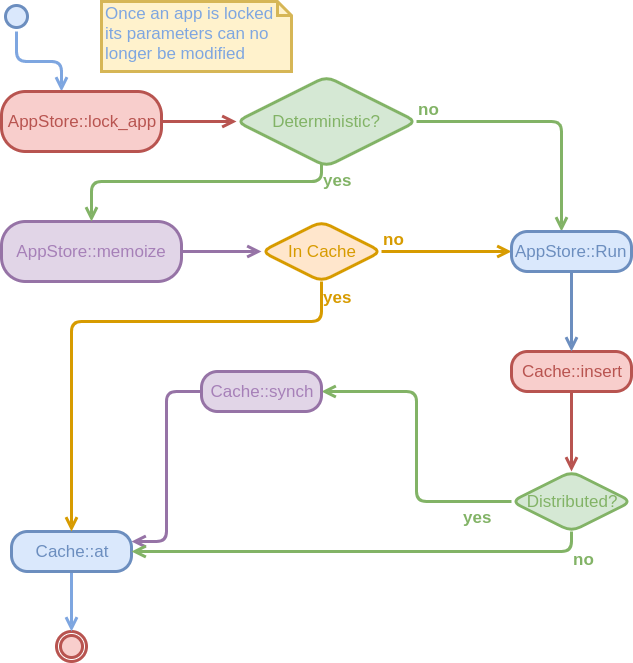 Once an app is locked
its parameters can no
longer be modified
AppStore::lock_app
Deterministic?
no
yes
AppStore::memoize
In Cache
no
AppStore::Run
yes
Cache::insert
Cache::synch
Distributed?
yes
no
Cache::at